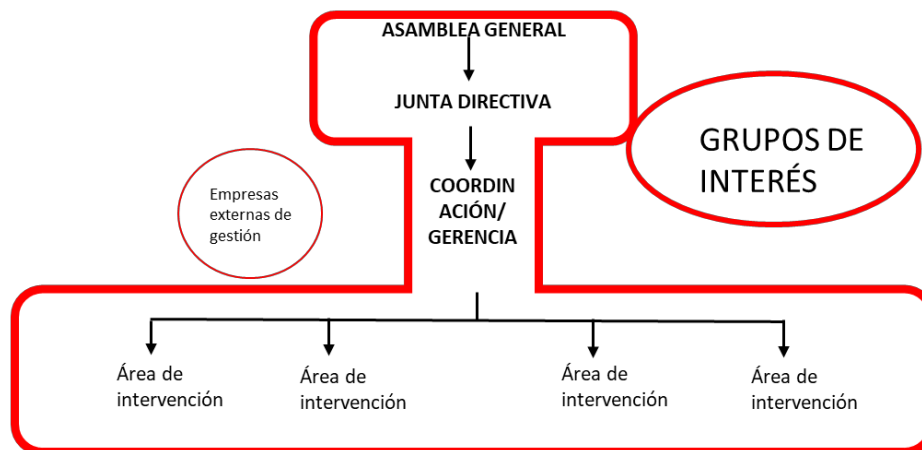 ASAMBLEA GENERAL
JUNTA DIRECTIVA
GRUPOS DE
INTERÉS
COORDIN
ACIÓN/
GERENCIA
Empresas
externas de
gestión
Área de
intervención
Área de
intervención
Área de
intervención
Área de
intervención